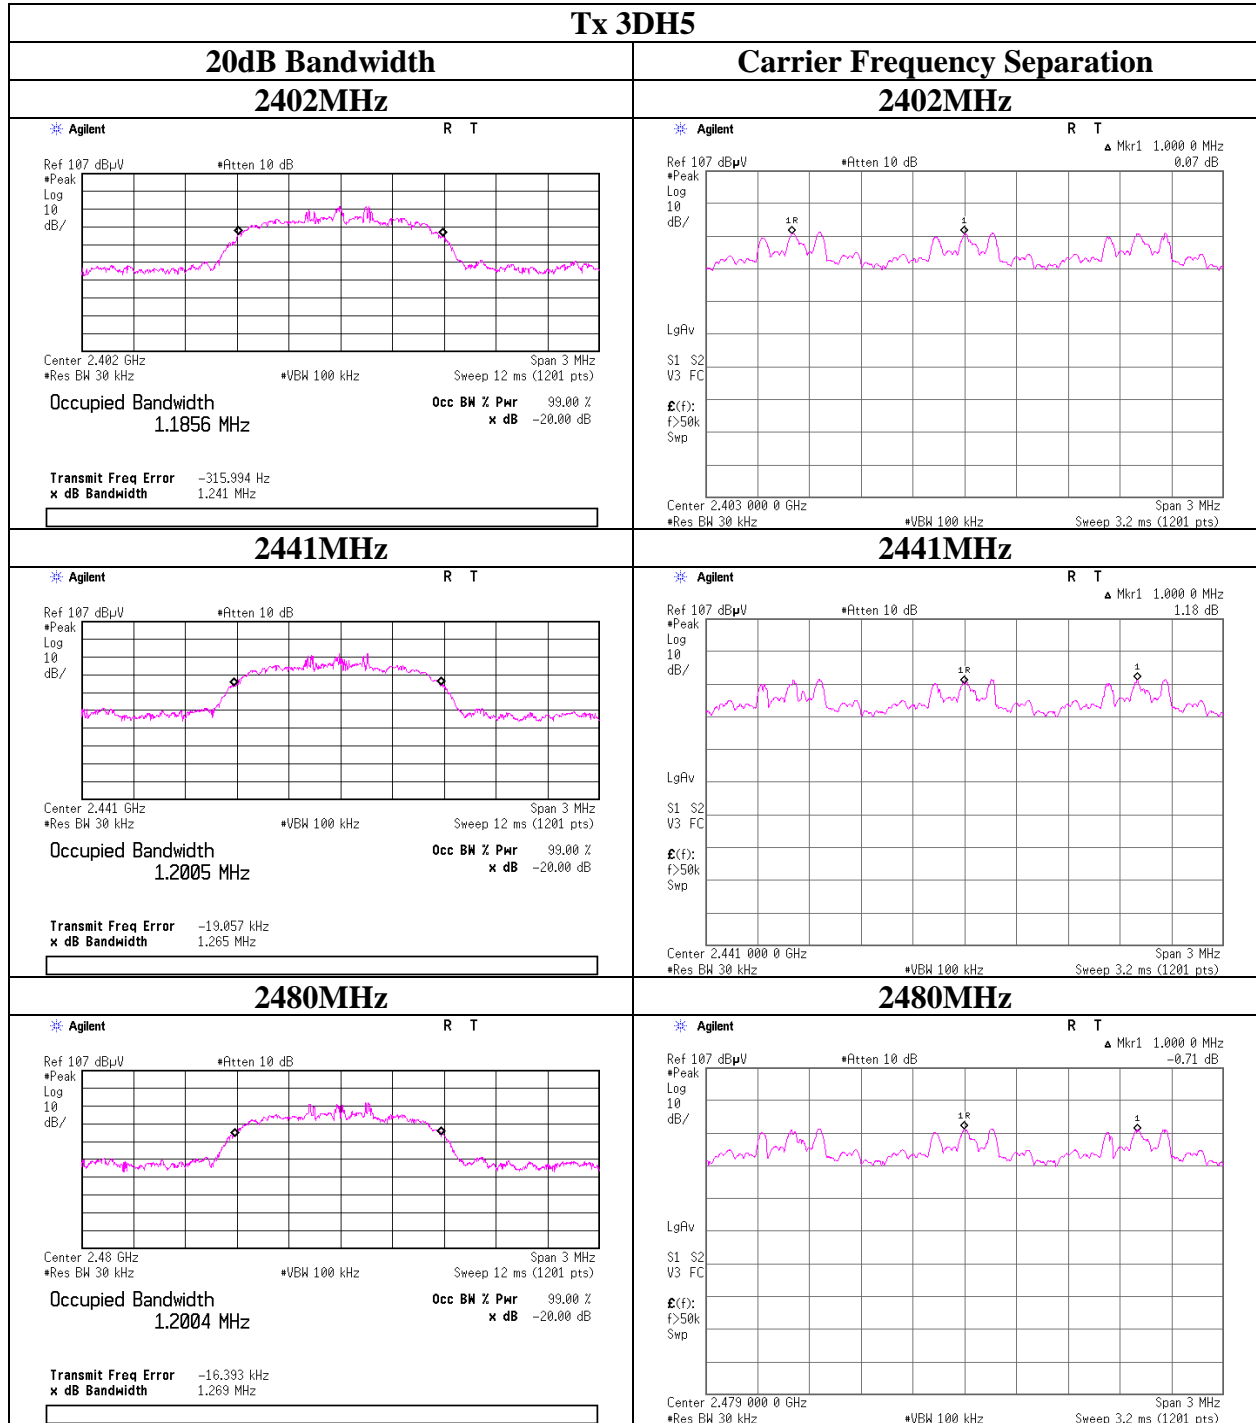 Tx 3DH5
20dB Bandwidth
Carrier Frequency Separation
2402MHz
2402MHz
Agilent
R T
Ref 107 dBµV
#Atten 10 dB
#Peak
Log
10
dB/
Center 2.402 GHz
Span 3 MHz
#Res BW 30 kHz
#VBW 100 kHz
Sweep 12 ms (1201 pts)
Occupied Bandwidth
1.1856 MHz
Occ BW % Pwr 99.00 %
x dB -20.00 dB
Transmit Freq Error -315.994 Hz
x dB Bandwidth 1.241 MHz
Agilent
R T
Δ Mkr1 1.000 0 MHz
Ref 107 dBµV
#Atten 10 dB
0.07 dB
#Peak
Log
10
dB/
1R
1
LgAv
S1 S2
V3 FC
£(f):
f>50k
Swp
Center 2.403 000 0 GHz
Span 3 MHz
#Res BW 30 kHz
#VBW 100 kHz
Sweep 3.2 ms (1201 pts)
2441MHz
2441MHz
Agilent
R T
Ref 107 dBµV
#Atten 10 dB
#Peak
Log
10
dB/
Center 2.441 GHz
Span 3 MHz
#Res BW 30 kHz
#VBW 100 kHz
Sweep 12 ms (1201 pts)
Occupied Bandwidth
1.2005 MHz
Occ BW % Pwr 99.00 %
x dB -20.00 dB
Transmit Freq Error -19.057 kHz
x dB Bandwidth 1.265 MHz
Agilent
R T
Δ Mkr1 1.000 0 MHz
Ref 107 dBµV
#Atten 10 dB
1.18 dB
#Peak
Log
10
dB/
1R
1
LgAv
S1 S2
V3 FC
£(f):
f>50k
Swp
Center 2.441 000 0 GHz
Span 3 MHz
#Res BW 30 kHz
#VBW 100 kHz
Sweep 3.2 ms (1201 pts)
2480MHz
2480MHz
Agilent
R T
Ref 107 dBµV
#Atten 10 dB
#Peak
Log
10
dB/
Center 2.48 GHz
Span 3 MHz
#Res BW 30 kHz
#VBW 100 kHz
Sweep 12 ms (1201 pts)
Occupied Bandwidth
1.2004 MHz
Occ BW % Pwr 99.00 %
x dB -20.00 dB
Transmit Freq Error -16.393 kHz
x dB Bandwidth 1.269 MHz
Agilent
R T
Δ Mkr1 1.000 0 MHz
Ref 107 dBµV
#Atten 10 dB
-0.71 dB
#Peak
Log
10
dB/
1R
1
LgAv
S1 S2
V3 FC
£(f):
f>50k
Swp
Center 2.479 000 0 GHz
Span 3 MHz
#Res BW 30 kHz
#VBW 100 kHz
Sweep 3.2 ms (1201 pts)